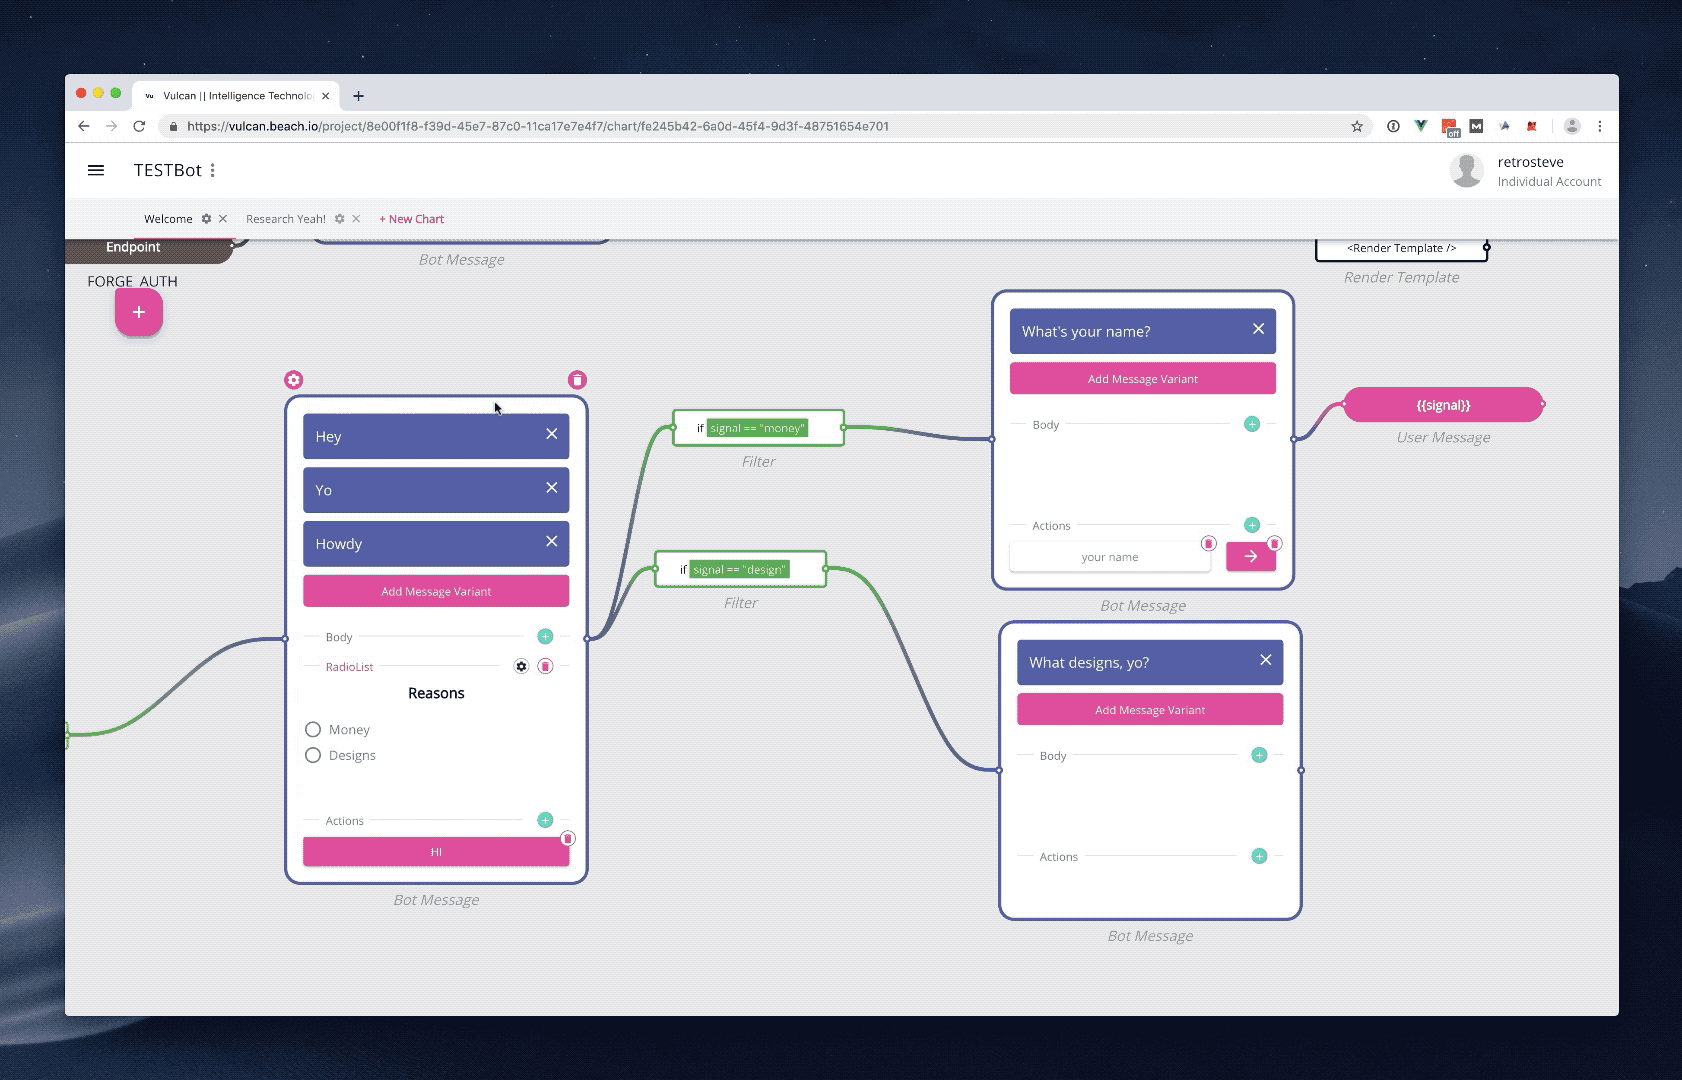 Vu Vulcan || Intelligence Technolo
https://vulcan.beach.io/project/8e00f1f8-f39d-45e7-87c0-11ca17e7e4f7/chart/fe245b42-6a0d-45f4-9d3f-48751654e701
off
M
TESTBot
retrosteve
Individual Account
Welcome
Research Yeah!
+ New Chart
Endpoint
FORGE_AUTH
Bot Message
<Render Template />
Render Template
Hey
Yo
Howdy
Add Message Variant
Body
RadioList
Reasons
Money
Designs
Actions
HI
Bot Message
if signal == "money"
Filter
if signal == "design"
Filter
What's your name?
Add Message Variant
Body
Actions
your name
Bot Message
{{signal}}
User Message
What designs, yo?
Add Message Variant
Body
Actions
Bot Message